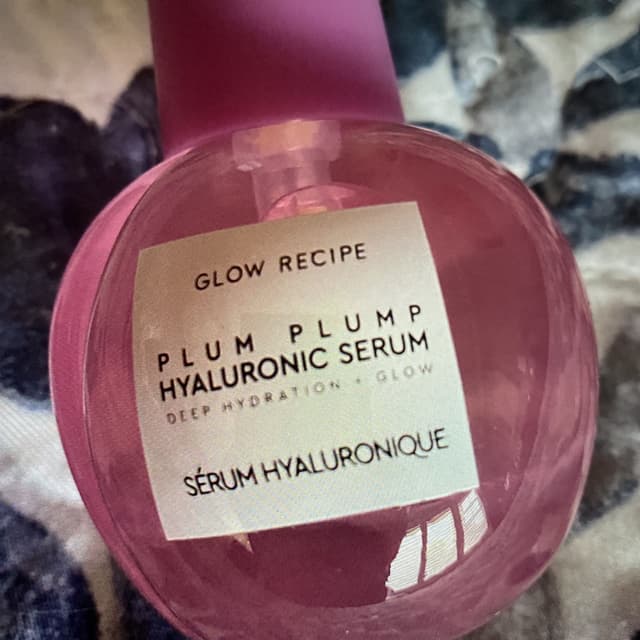 GLOW RECIPE
PLUM PLUMP
HYALURONIC SERUM
DEEP HYDRATION + GLOW
SÉRUM HYALURONIQUE